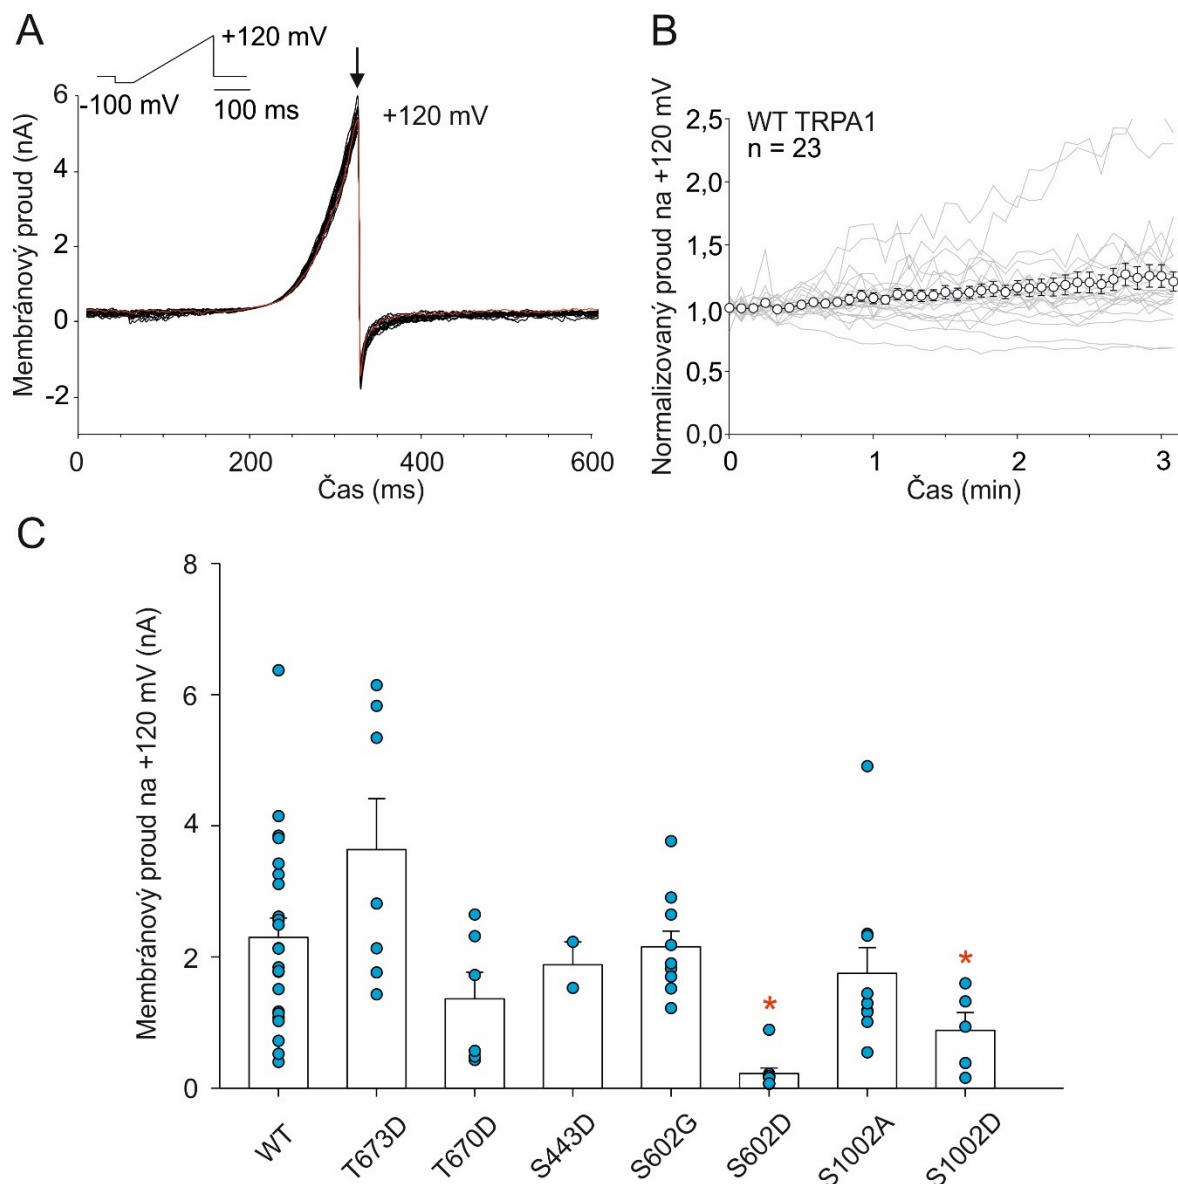 A
+120 mV
-100 mV
100 ms
+120 mV
Membránový proud (nA)
6
4
2
0
-2
0
200
400
600
Čas (ms)
B
WT TRPA1
n = 23
Normalizovaný proud na +120 mV
2,5
2,0
1,5
1,0
0,5
0,0
0
1
2
3
Čas (min)
C
Membránový proud na +120 mV (nA)
8
6
4
2
0
*
*
WT
T673D
T670D
S443D
S602G
S602D
S1002A
S1002D